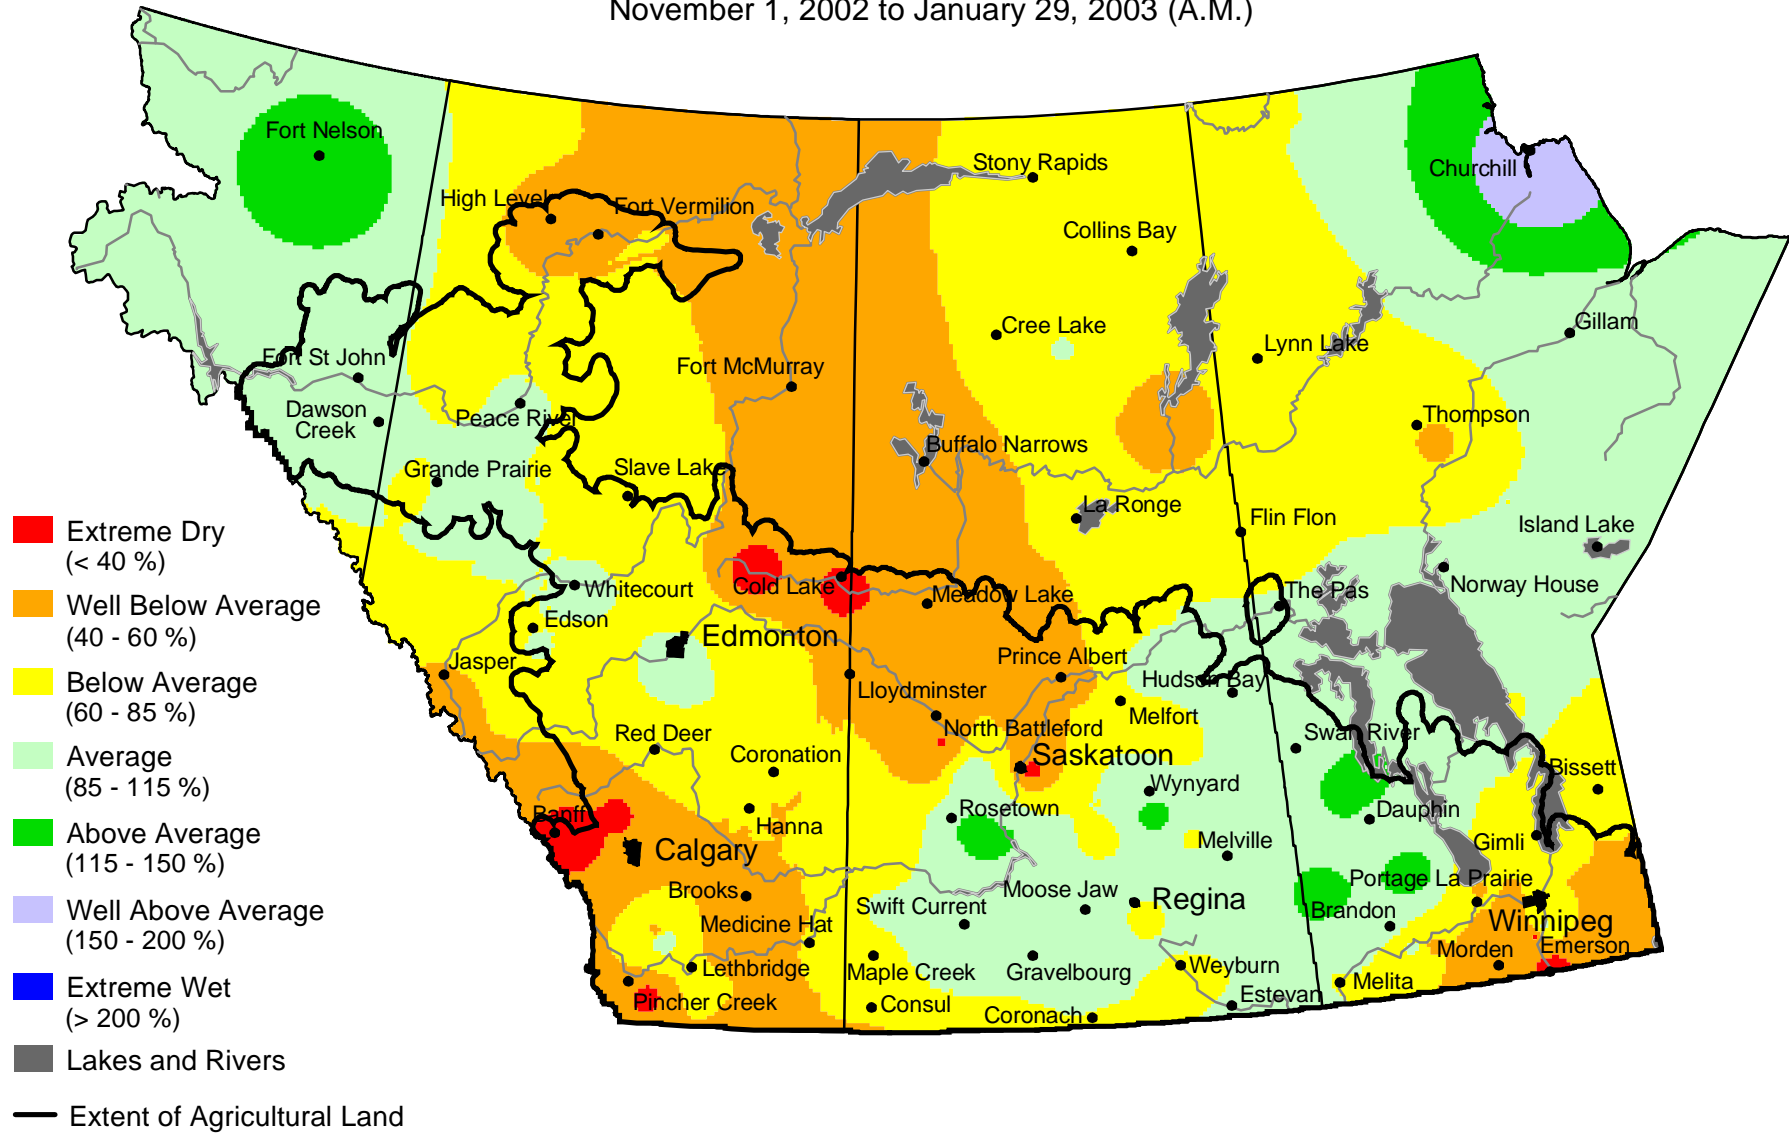 November 1, 2002 to January 29, 2003 (A.M.)
Fort Nelson
Churchill
Stony Rapids
High Level
Fort Vermilion
Collins Bay
Gillam
Cree Lake
Lynn Lake
Fort St John
Fort McMurray
Dawson
Creek
Peace River
Thompson
Buffalo Narrows
Grande Prairie
Slave Lake
La Ronge
Flin Flon
Island Lake
Cold Lake
Whitecourt
Meadow Lake
The Pas
Norway House
Edson
Edmonton
Jasper
Prince Albert
Hudson Bay
Lloydminster
Melfort
North Battleford
Red Deer
Coronation
Saskatoon
Swan River
Bissett
Wynyard
Banff
Hanna
Rosetown
Dauphin
Calgary
Melville
Gimli
Brooks
Moose Jaw
Regina
Portage La Prairie
Medicine Hat
Swift Current
Brandon
Winnipeg
Lethbridge
Maple Creek
Gravelbourg
Weyburn
Morden
Emerson
Pincher Creek
Consul
Coronach
Estevan
Melita
Extreme Dry
(< 40 %)
Well Below Average
(40 - 60 %)
Below Average
(60 - 85 %)
Average
(85 - 115 %)
Above Average
(115 - 150 %)
Well Above Average
(150 - 200 %)
Extreme Wet
(> 200 %)
Lakes and Rivers
Extent of Agricultural Land